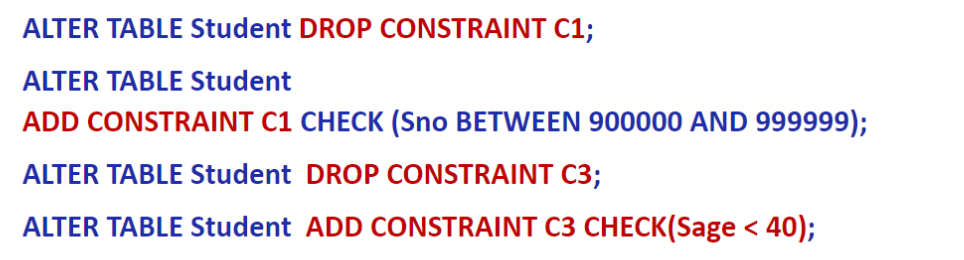 ALTER TABLE Student DROP CONSTRAINT C1;
ALTER TABLE Student
ADD CONSTRAINT C1 CHECK (Sno BETWEEN 900000 AND 999999);
ALTER TABLE Student DROP CONSTRAINT C3;
ALTER TABLE Student ADD CONSTRAINT C3 CHECK(Sage < 40);